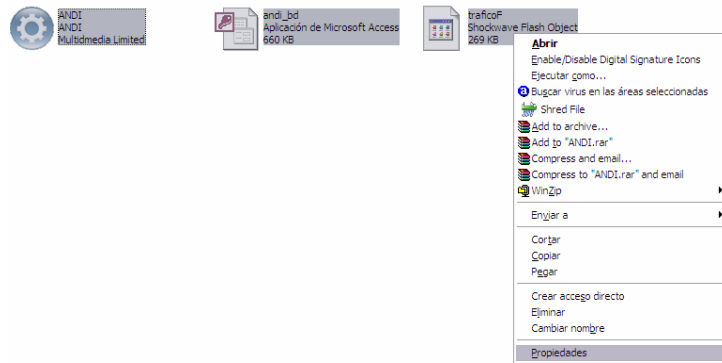 ANDI
ANDI
Multidmedia Limited
andi_bd
Aplicación de Microsoft Access
660 KB
traficoF
Shockwave Flash Object
269 KB
Abrir
Enable/Disable Digital Signature Icons
Ejecutar como...
Buscar virus en las áreas seleccionadas
Shred File
Add to archive...
Add to "ANDI.rar"
Compress and email...
Compress to "ANDI.rar" and email
WinZip
Enviar a
Cortar
Copiar
Pegar
Crear acceso directo
Eliminar
Cambiar nombre
Propiedades